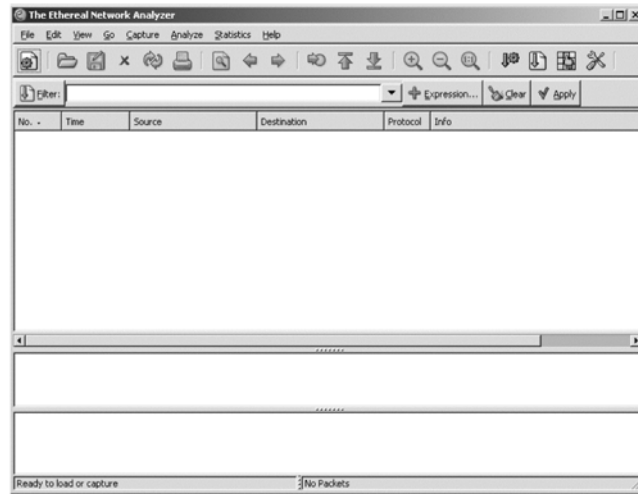 The Ethereal Network Analyzer
File Edit View Go Capture Analyze Statistics Help
Filter: Expression... Clear Apply
No. - Time Source Destination Protocol Info
Ready to load or capture No Packets